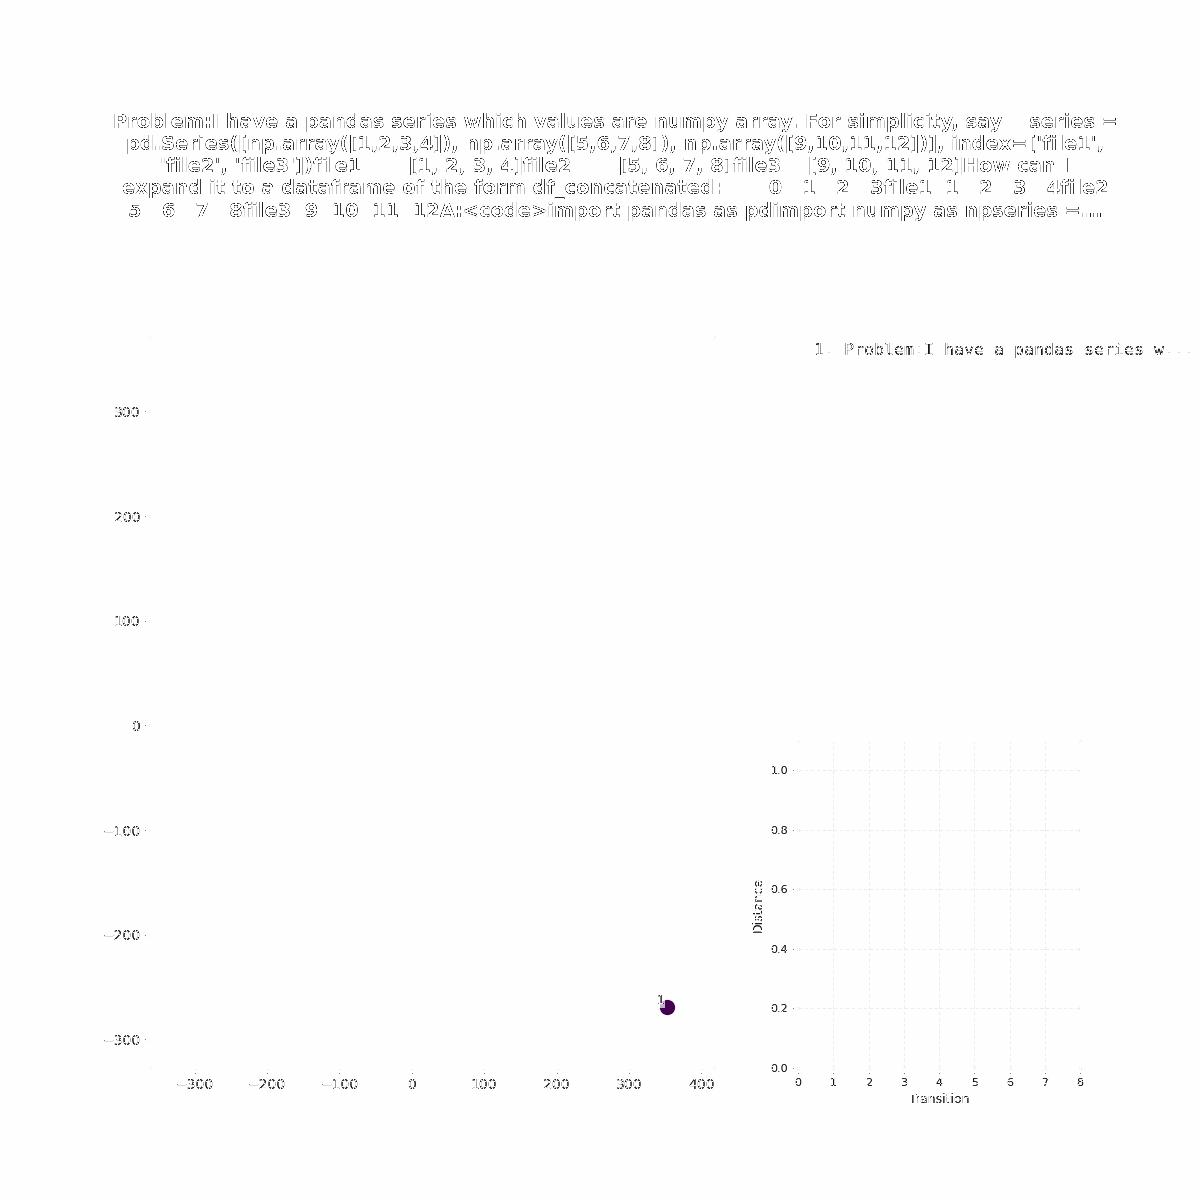 Problem:I have a pandas series which values are numpy array. For simplicity, say    series =
pd.Series([np.array([1,2,3,4]), np.array([5,6,7,8]), np.array([9,10,11,12])], index=['file1',
'file2', 'file3'])file1       [1, 2, 3, 4]file2       [5, 6, 7, 8]file3    [9, 10, 11, 12]How can I
expand it to a dataframe of the form df_concatenated:       0   1   2   3file1  1   2   3   4file2
5   6   7   8file3  9  10  11  12A:<code>import pandas as pdimport numpy as npseries =...
1. Problem:I have a pandas series w...
300
200
100
0
−100
−200
−300
1
−300 −200 −100 0 100 200 300 400
1.0
0.8
0.6
0.4
0.2
0.0
Distance
0 1 2 3 4 5 6 7 8
Transition